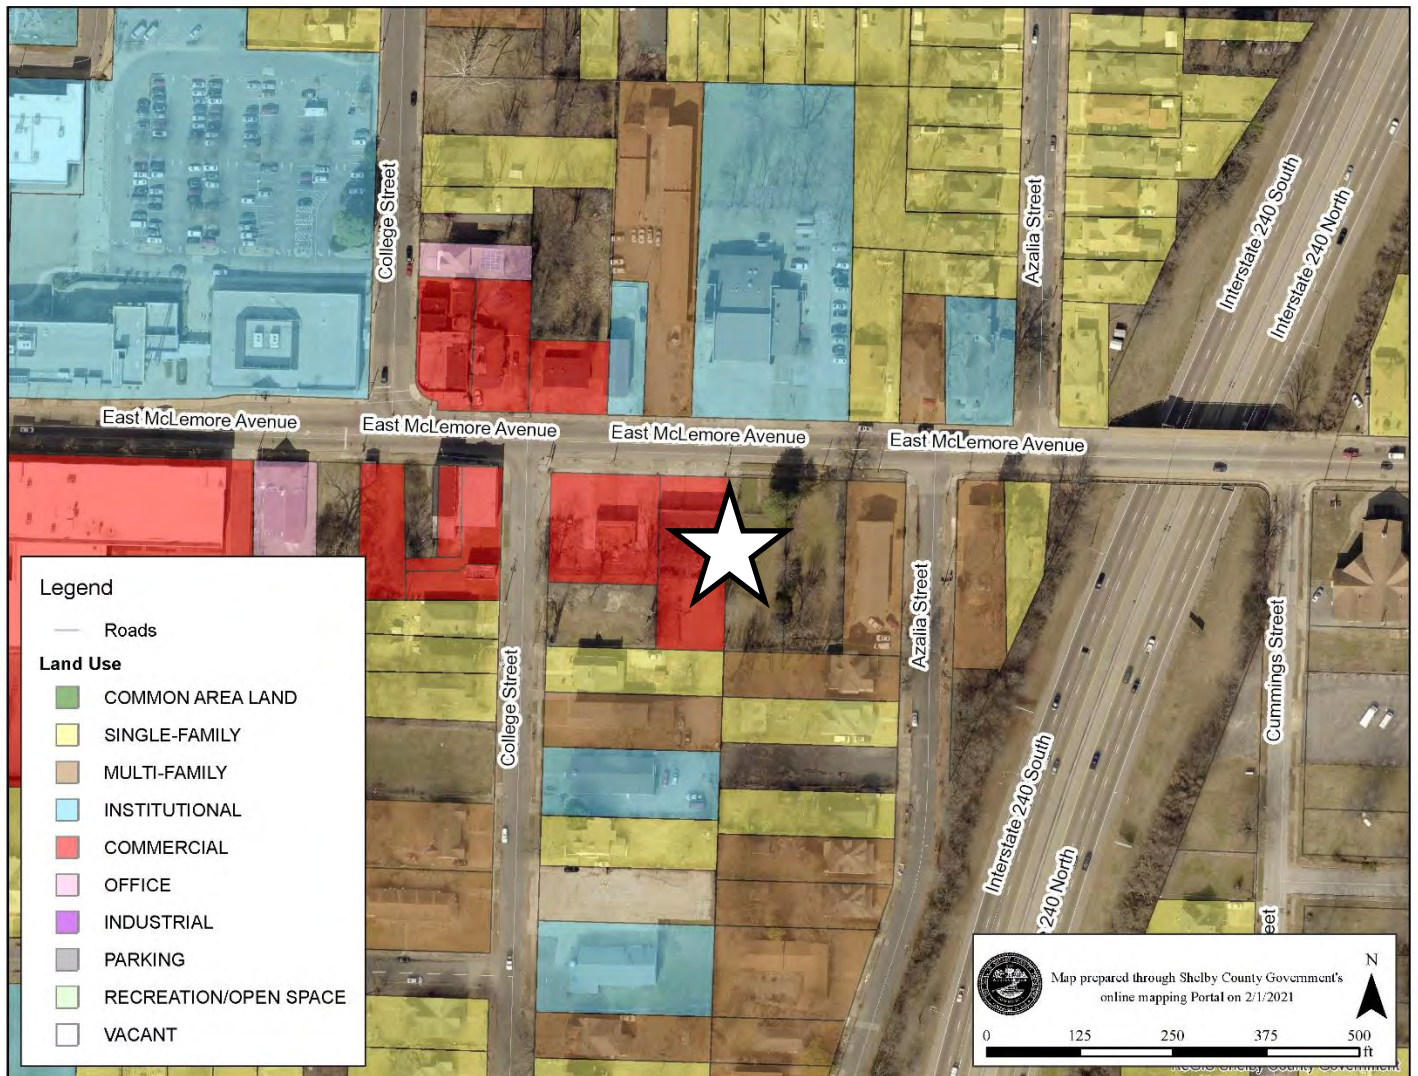 College Street
Azalia Street
Interstate 240 South
Interstate 240 North
East McLemore Avenue
East McLemore Avenue
East McLemore Avenue
East McLemore Avenue
College Street
Azalia Street
Cummings Street
Interstate 240 South
240 North
eet
Legend
Roads
Land Use
COMMON AREA LAND
SINGLE-FAMILY
MULTI-FAMILY
INSTITUTIONAL
COMMERCIAL
OFFICE
INDUSTRIAL
PARKING
RECREATION/OPEN SPACE
VACANT
Map prepared through Shelby County Government's
online mapping Portal on 2/1/2021
N
0 125 250 375 500
ft